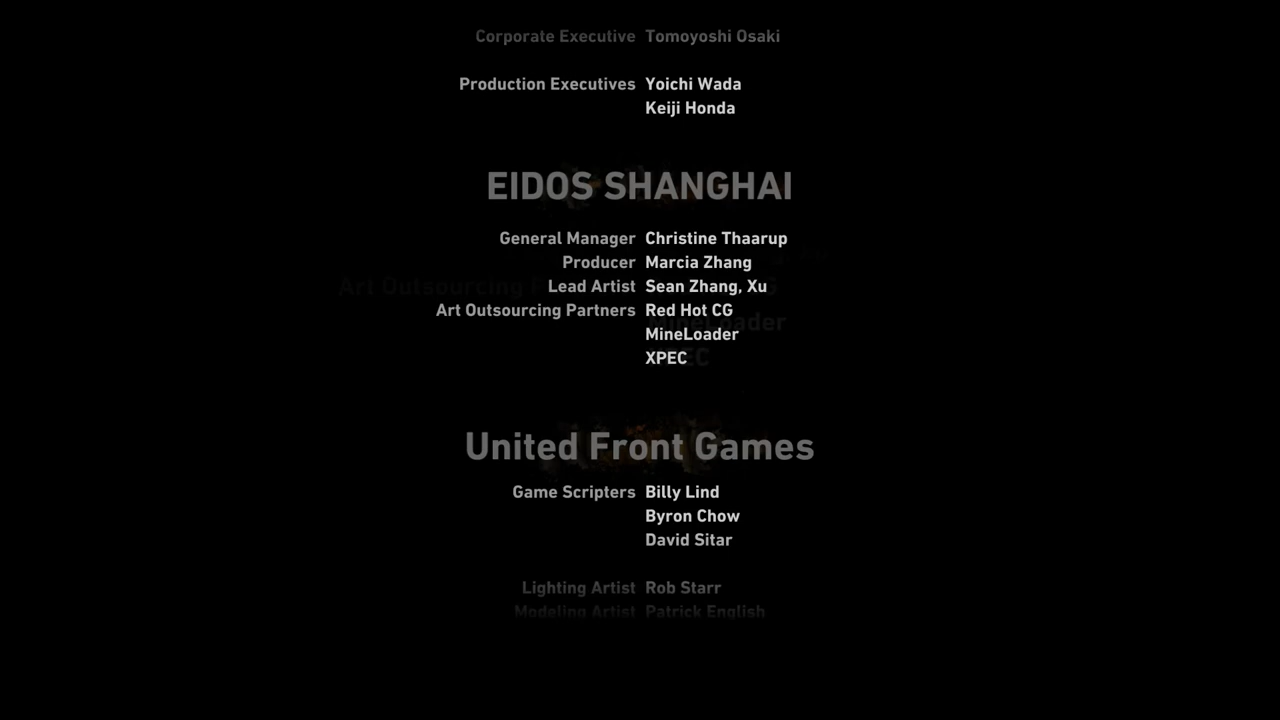 Corporate Executive Tomoyoshi Osaki
Production Executives Yoichi Wada
Keiji Honda
EIDOS SHANGHAI
General Manager Christine Thaarup
Producer Marcia Zhang
Lead Artist Sean Zhang, Xu
Art Outsourcing Partners Red Hot CG
MineLoader
XPEC
United Front Games
Game Scripters Billy Lind
Byron Chow
David Sitar
Lighting Artist Rob Starr
Modeling Artist Patrick English